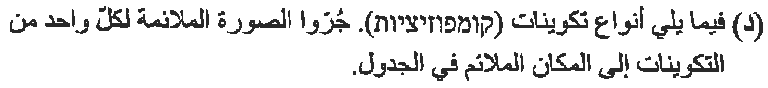 (د) فيما يلي أنواع تكوينات (קומפוזיציות). جُرّوا الصورة الملائمة لكلّ واحد من
التكوينات إلى المكان الملائم في الجدول.